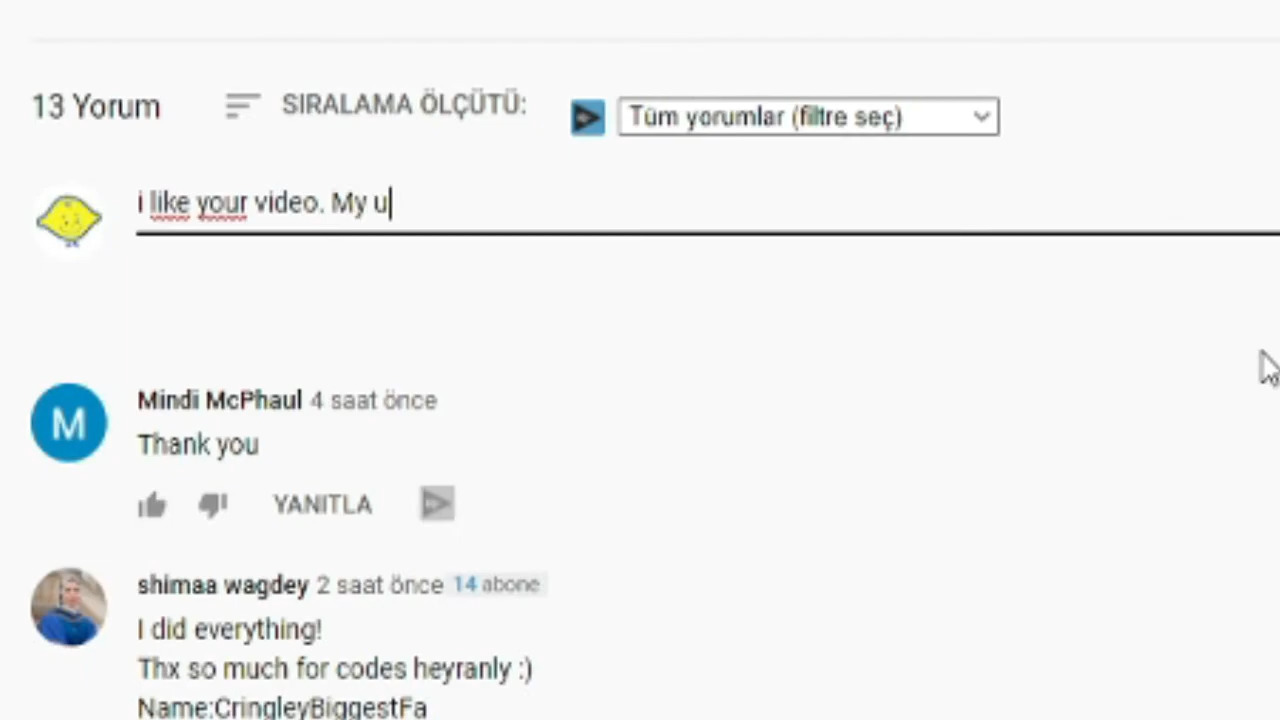 13 Yorum
SIRALAMA ÖLÇÜTÜ:
Tüm yorumlar (filtre seç)
i like your video. My u
M
Mindi McPhaul 4 saat önce
Thank you
YANITLA
shimaa wagdey 2 saat önce 14 abone
I did everything!
Thx so much for codes heyranly :)
Name:CringleyBiggestFa